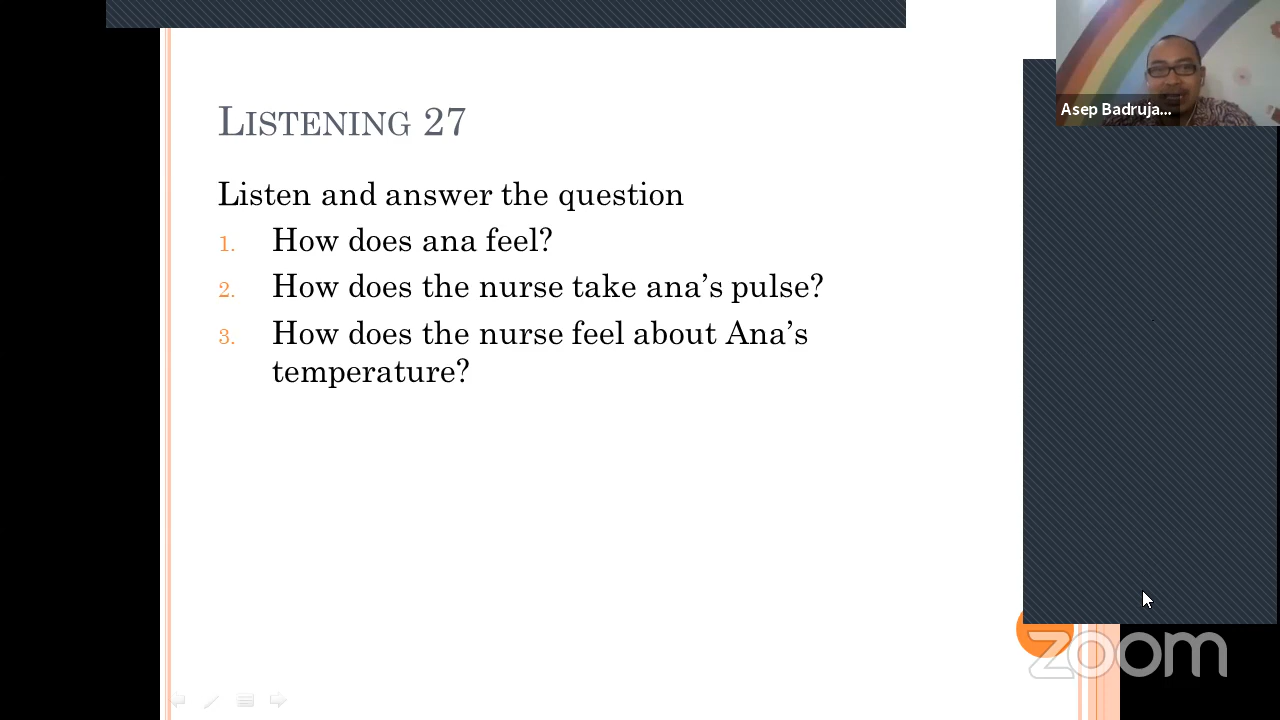 LISTENING 27
Listen and answer the question
1. How does ana feel?
2. How does the nurse take ana's pulse?
3. How does the nurse feel about Ana's
temperature?
Asep Badruja...
zoom